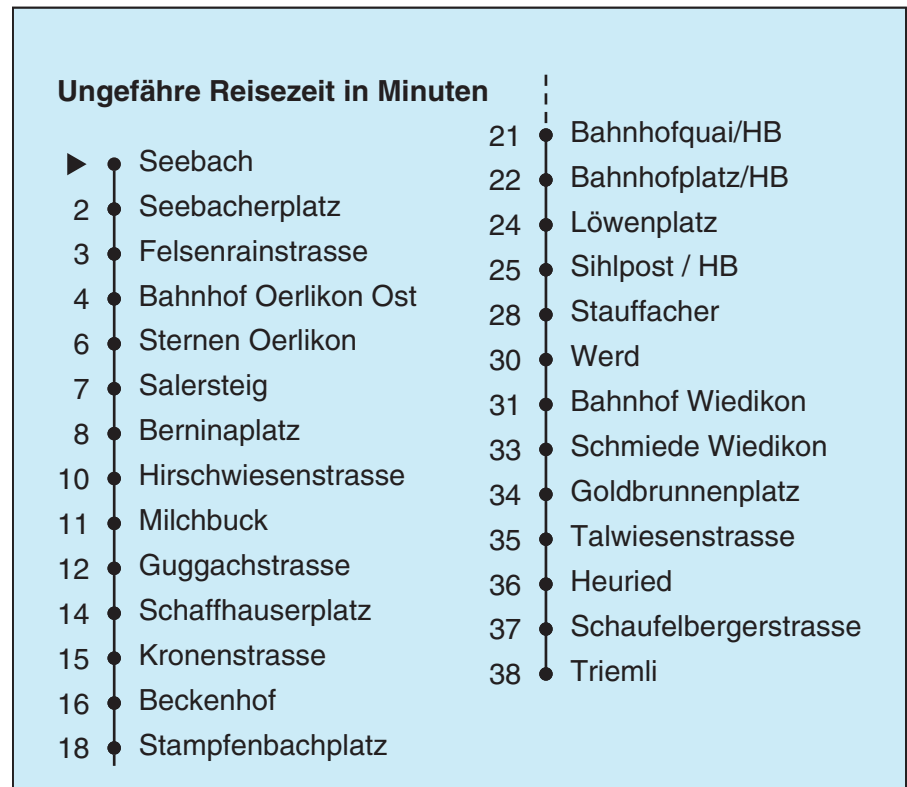 Ungefähre Reisezeit in Minuten
Seebach
2 Seebacherplatz
3 Felsenrainstrasse
4 Bahnhof Oerlikon Ost
6 Sternen Oerlikon
7 Salersteig
8 Berninaplatz
10 Hirschwiesenstrasse
11 Milchbuck
12 Guggachstrasse
14 Schaffhauserplatz
15 Kronenstrasse
16 Beckenhof
18 Stampfenbachplatz
21 Bahnhofquai/HB
22 Bahnhofplatz/HB
24 Löwenplatz
25 Sihlpost / HB
28 Stauffacher
30 Werd
31 Bahnhof Wiedikon
33 Schmiede Wiedikon
34 Goldbrunnenplatz
35 Talwiesenstrasse
36 Heuried
37 Schaufelbergerstrasse
38 Triemli